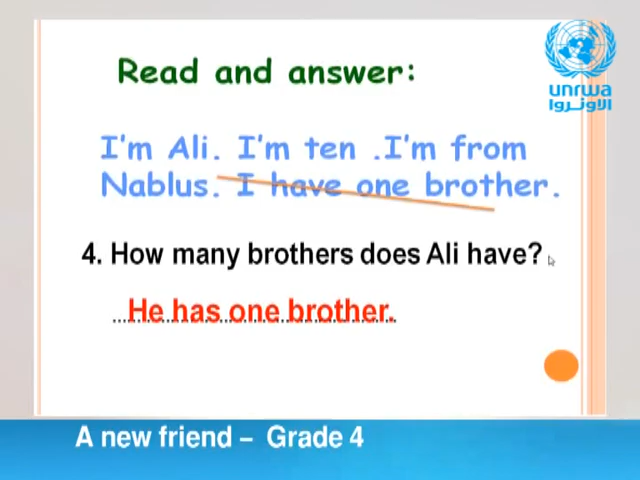 Read and answer:
unrwa
الأونروا
I'm Ali. I'm ten .I'm from
Nablus. I have one brother.
4. How many brothers does Ali have?
He has one brother.
A new friend – Grade 4